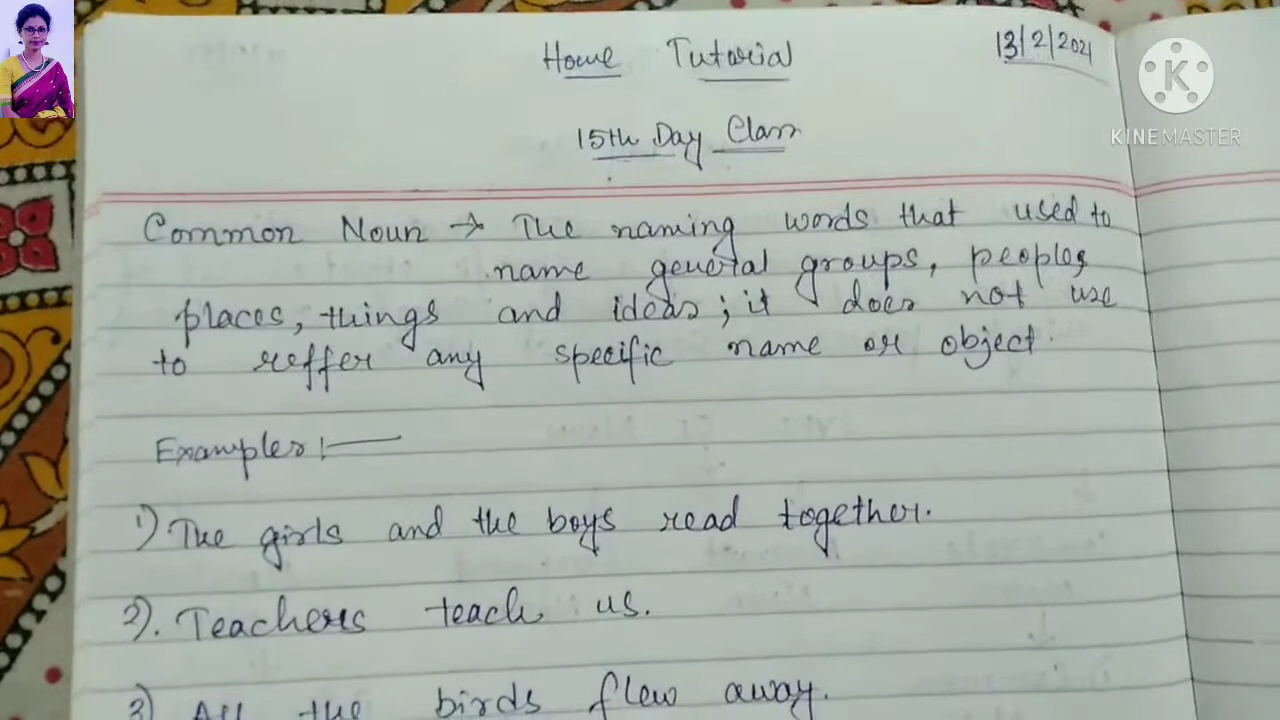 Home Tutorial
13/2/2021
15th Day Class
KINEMASTER
Common Noun → The naming words that used to
name general groups, peoples
places, things and ideas; it does not use
to reffer any specific name or object.
Examples:—
1) The girls and the boys read together.
2). Teachers teach us.
3) All the birds flew away.